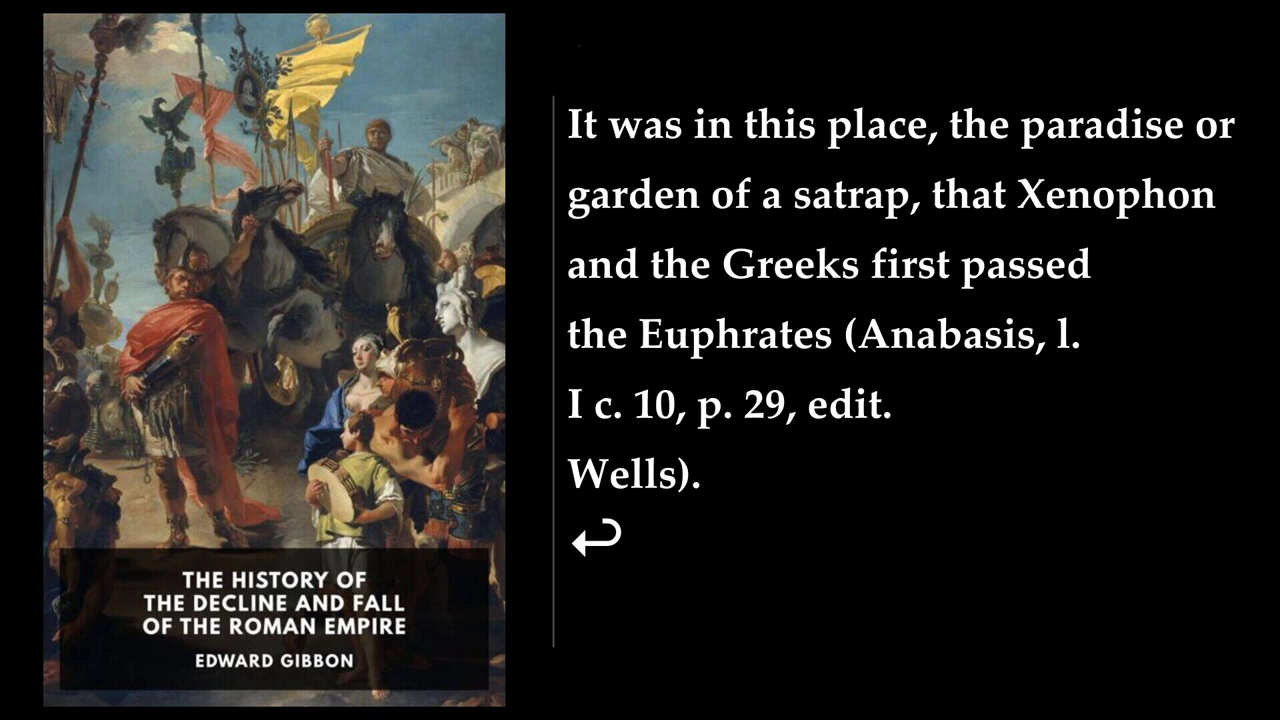 THE HISTORY OF
THE DECLINE AND FALL
OF THE ROMAN EMPIRE
EDWARD GIBBON
It was in this place, the paradise or
garden of a satrap, that Xenophon
and the Greeks first passed
the Euphrates (Anabasis, l.
I c. 10, p. 29, edit.
Wells).
↩